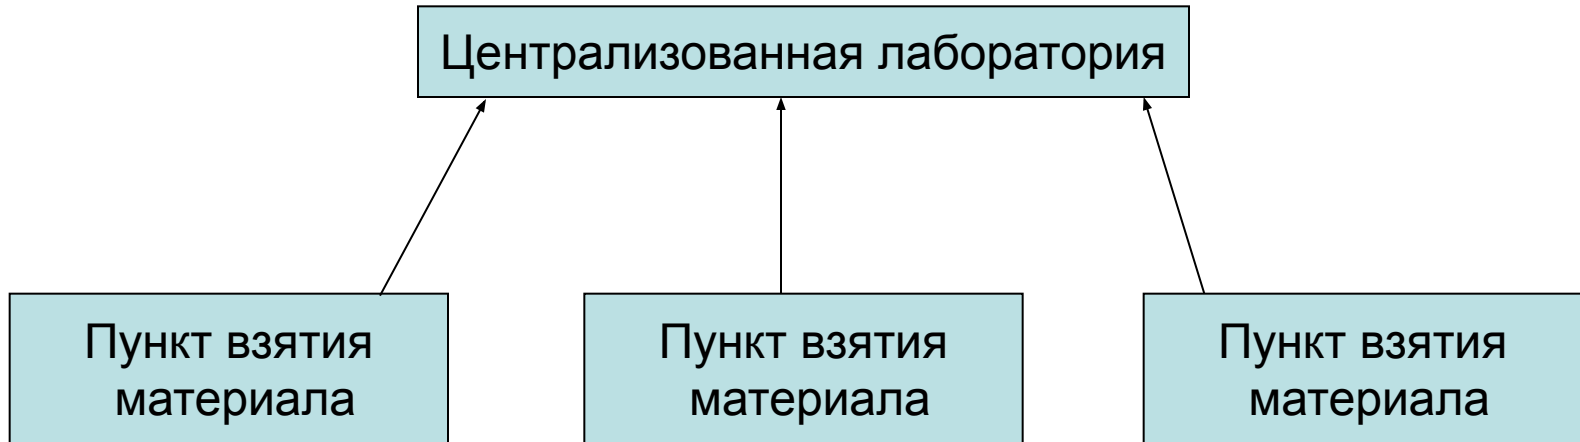 Централизованная лаборатория
Пункт взятия
материала
Пункт взятия
материала
Пункт взятия
материала